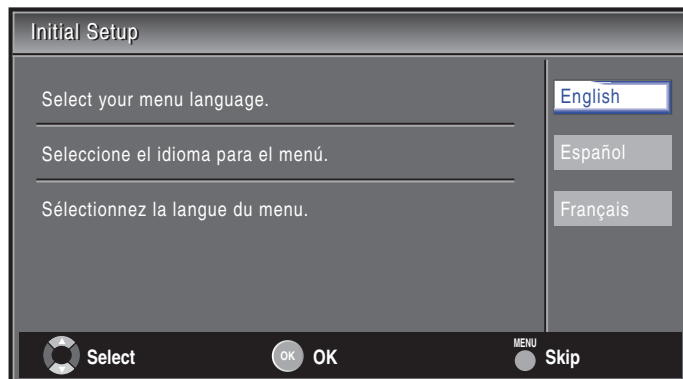 Initial Setup
Select your menu language.
Seleccione el idioma para el menú.
Sélectionnez la langue du menu.
English
Español
Français
Select
OK OK
MENU
Skip